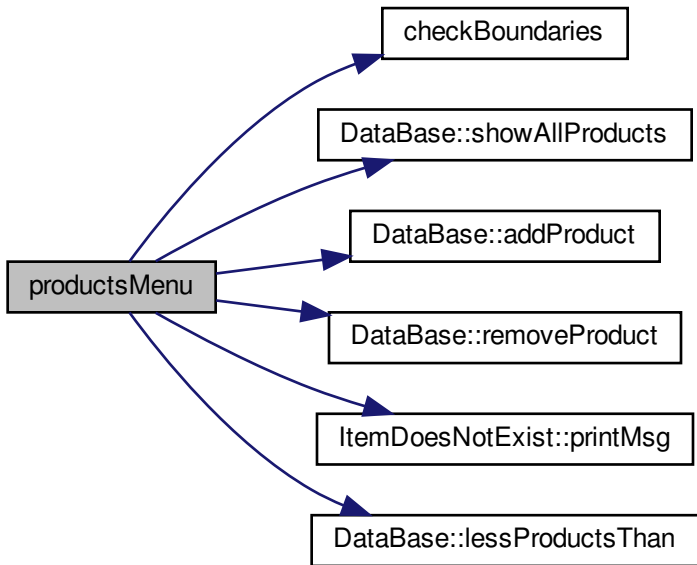 checkBoundaries
DataBase::showAllProducts
DataBase::addProduct
productsMenu
DataBase::removeProduct
ItemDoesNotExist::printMsg
DataBase::lessProductsThan